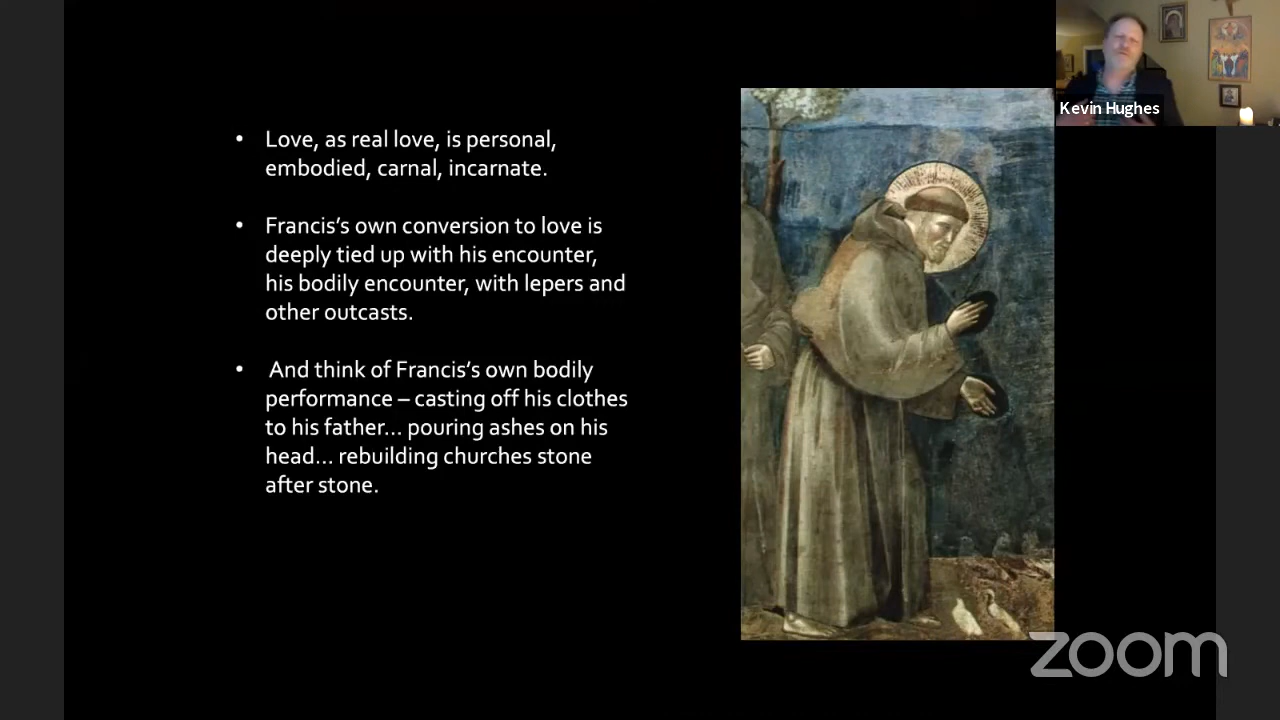 • Love, as real love, is personal,
embodied, carnal, incarnate.
• Francis’s own conversion to love is
deeply tied up with his encounter,
his bodily encounter, with lepers and
other outcasts.
• And think of Francis’s own bodily
performance – casting off his clothes
to his father… pouring ashes on his
head… rebuilding churches stone
after stone.
Kevin Hughes
zoom